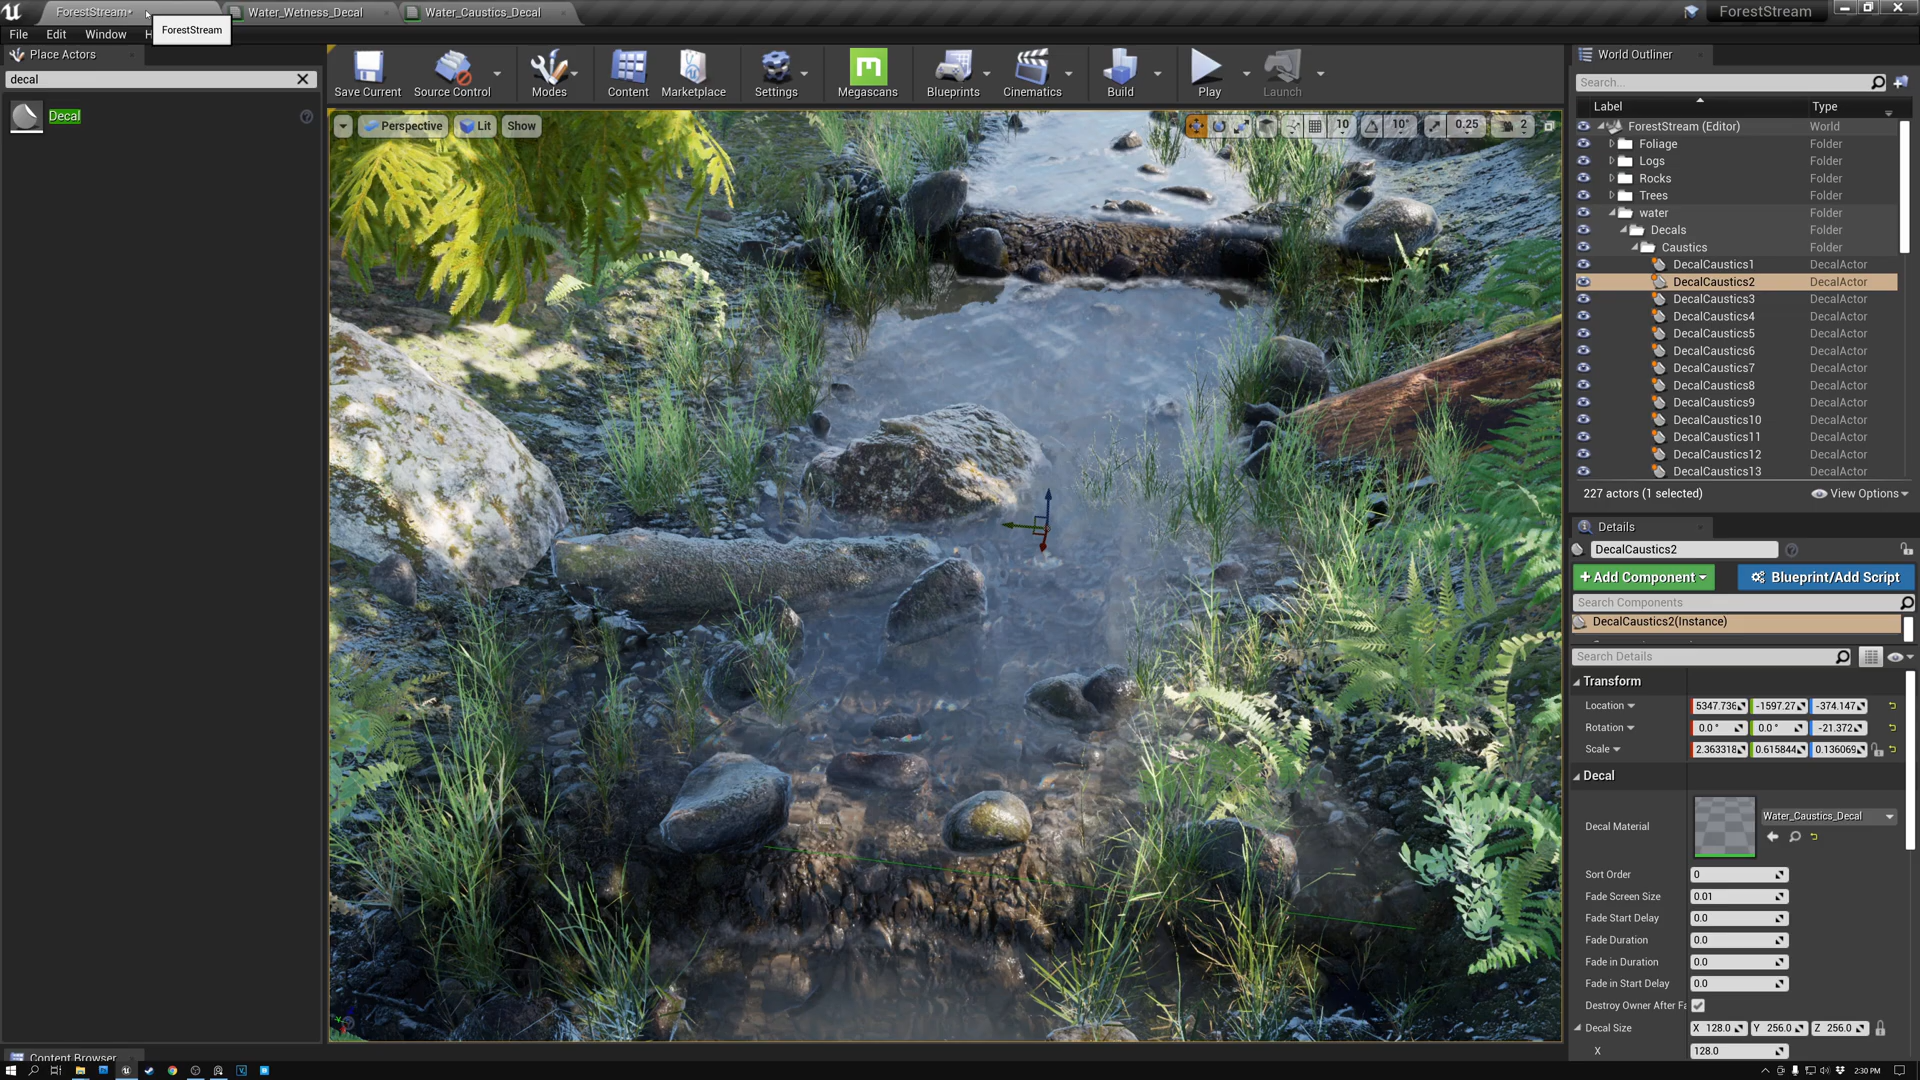 ForestStream•
Water_Wetness_Decal
Water_Caustics_Decal
ForestStream
File
Edit
Window
H
ForestStream
Place Actors
decal
Decal
Save Current
Source Control
Modes
Content
Marketplace
Settings
Megascans
Blueprints
Cinematics
Build
Play
Launch
Perspective
Lit
Show
10
10°
0.25
2
World Outliner
Search...
Label
Type
ForestStream (Editor) World
Foliage Folder
Logs Folder
Rocks Folder
Trees Folder
water Folder
Decals Folder
Caustics Folder
DecalCaustics1 DecalActor
DecalCaustics2 DecalActor
DecalCaustics3 DecalActor
DecalCaustics4 DecalActor
DecalCaustics5 DecalActor
DecalCaustics6 DecalActor
DecalCaustics7 DecalActor
DecalCaustics8 DecalActor
DecalCaustics9 DecalActor
DecalCaustics10 DecalActor
DecalCaustics11 DecalActor
DecalCaustics12 DecalActor
DecalCaustics13 DecalActor
227 actors (1 selected)
View Options
Details
DecalCaustics2
+ Add Component
Blueprint/Add Script
Search Components
DecalCaustics2(Instance)
Search Details
Transform
Location 5347.736 -1597.27 -374.147
Rotation 0.0 ° 0.0 ° -21.372
Scale 2.363318 0.615844 0.136069
Decal
Decal Material
Water_Caustics_Decal
Sort Order 0
Fade Screen Size 0.01
Fade Start Delay 0.0
Fade Duration 0.0
Fade in Duration 0.0
Fade in Start Delay 0.0
Destroy Owner After Fa
Decal Size X 128.0 Y 256.0 Z 256.0
X 128.0
Content Browser
2:30 PM